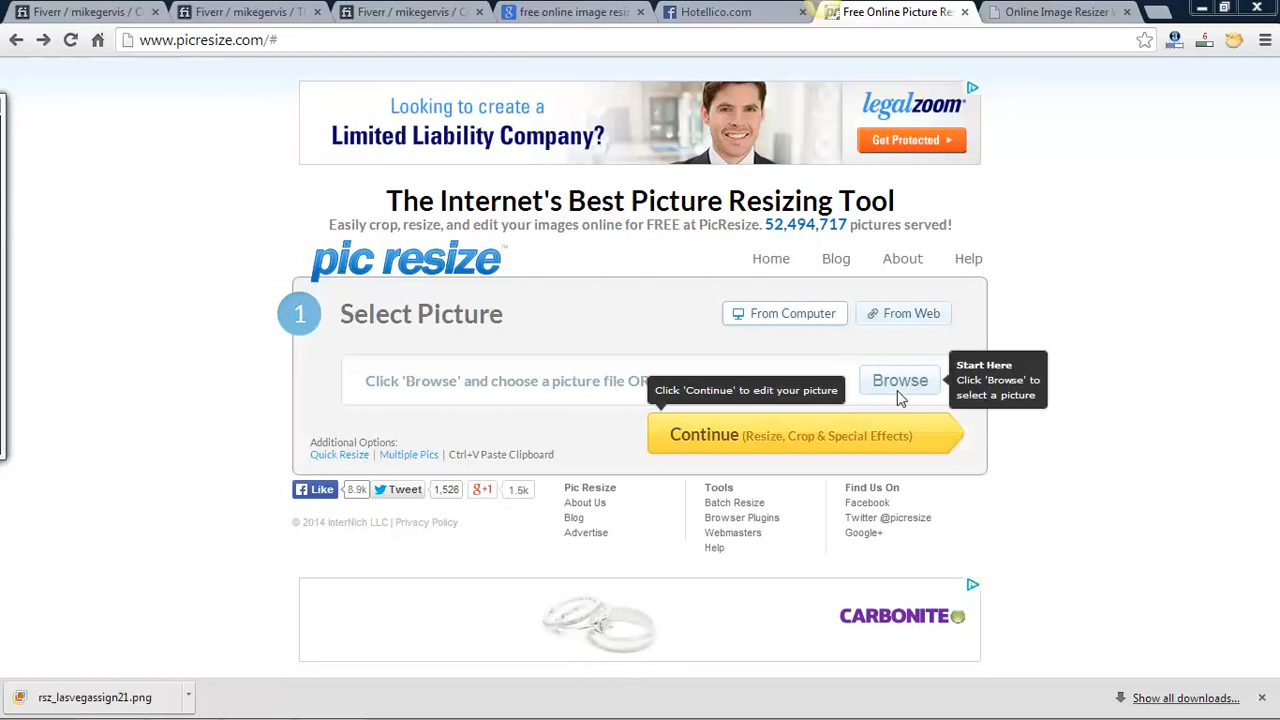 Fiverr / mikegervis / C
Fiverr / mikegervis / T
Fiverr / mikegervis / C
free online image resi
Hotellico.com
Free Online Picture Re
Online Image Resizer
www.picresize.com/#
6
Looking to create a
Limited Liability Company?
legalzoom
Get Protected
The Internet's Best Picture Resizing Tool
Easily crop, resize, and edit your images online for FREE at PicResize. 52,494,717 pictures served!
pic resize™
Home
Blog
About
Help
1
Select Picture
From Computer
From Web
Click 'Browse' and choose a picture file OR
Browse
Start Here
Click 'Browse' to
select a picture
Click 'Continue' to edit your picture
Continue (Resize, Crop & Special Effects)
Additional Options:
Quick Resize | Multiple Pics | Ctrl+V Paste Clipboard
Like 8.9k Tweet 1,526 +1 1.5k
© 2014 InterNich LLC | Privacy Policy
Pic Resize
About Us
Blog
Advertise
Tools
Batch Resize
Browser Plugins
Webmasters
Help
Find Us On
Facebook
Twitter @picresize
Google+
CARBONITE
rsz_lasvegassign21.png
Show all downloads...